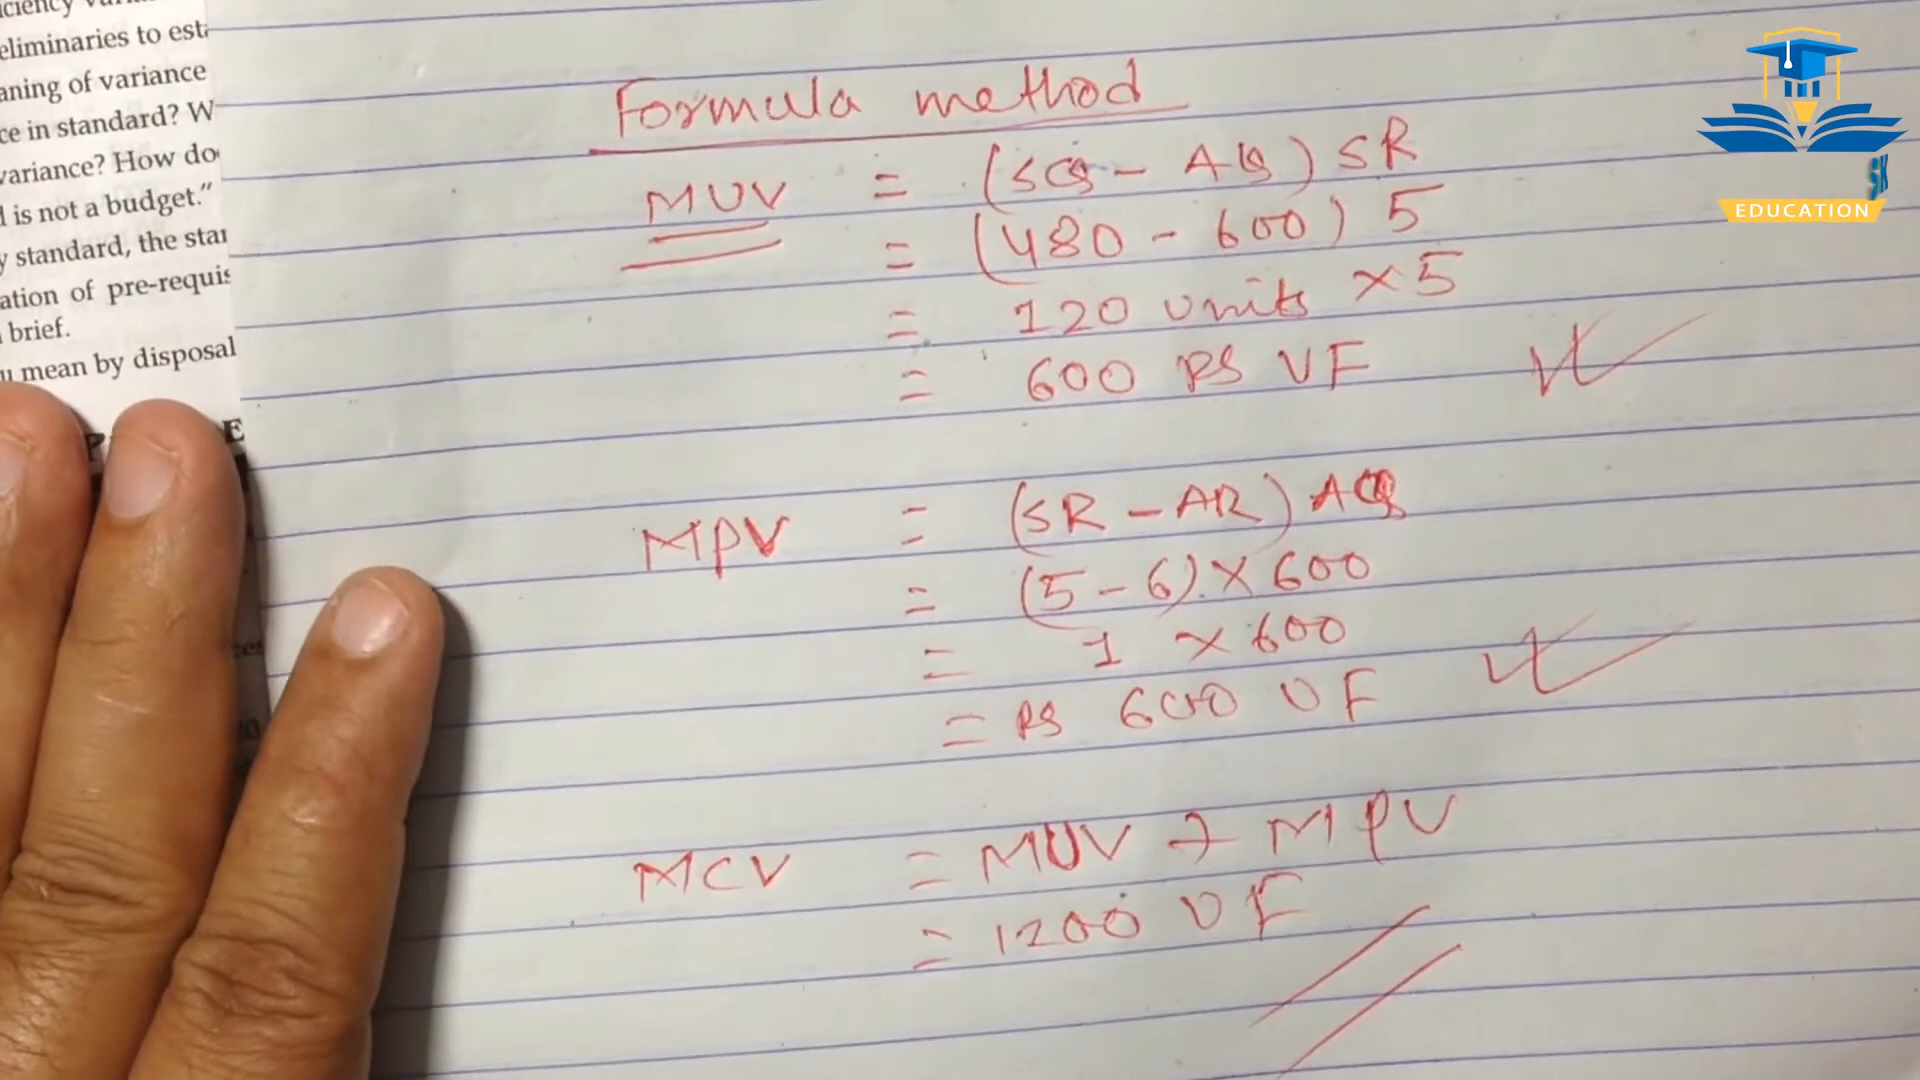 eliminaries to est
aning of variance
ce in standard? W
variance? How do
d is not a budget."
y standard, the star
ation of pre-requis
brief.
u mean by disposal
E
Formula method
MUV = (SQ - AQ) SR
= (480 - 600) 5
= 120 units × 5
= 600 RS UF
MPV = (SR - AR) AQ
= (5 - 6) × 600
= 1 × 600
= RS 600 UF
MCV = MUV + MPV
= 1200 UF
SK
EDUCATION